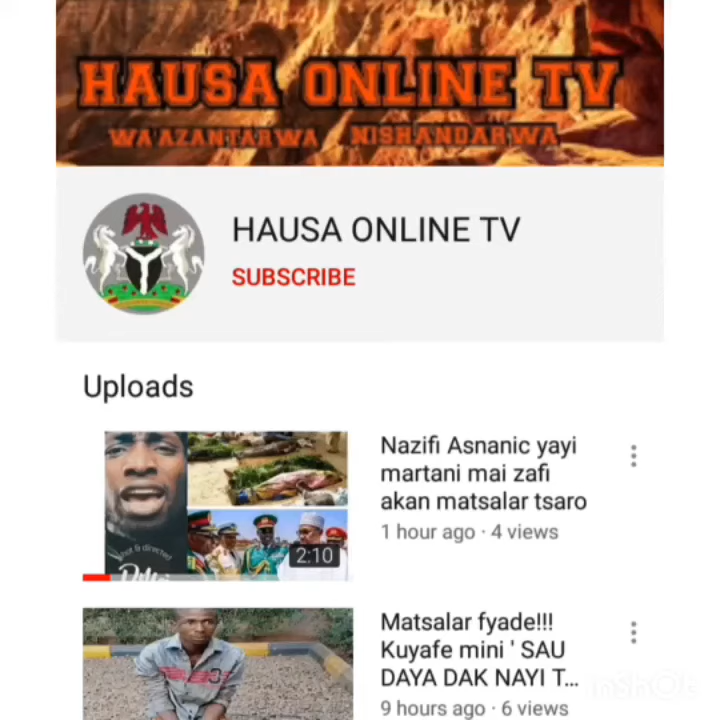 HAUSA ONLINE TV
WA'AZANTARWA NISHANDARWA
HAUSA ONLINE TV
SUBSCRIBE
Uploads
Nazifi Asnanic yayi
martani mai zafi
akan matsalar tsaro
1 hour ago · 4 views
shot & directed
2:10
Matsalar fyade!!!
Kuyafe mini ' SAU
DAYA DAK NAYI T...
9 hours ago · 6 views